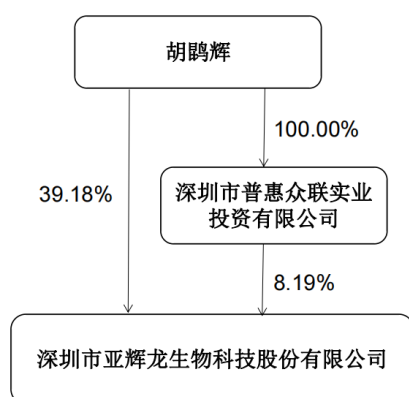 胡鹍辉
100.00%
39.18%
深圳市普惠众联实业
投资有限公司
8.19%
深圳市亚辉龙生物科技股份有限公司